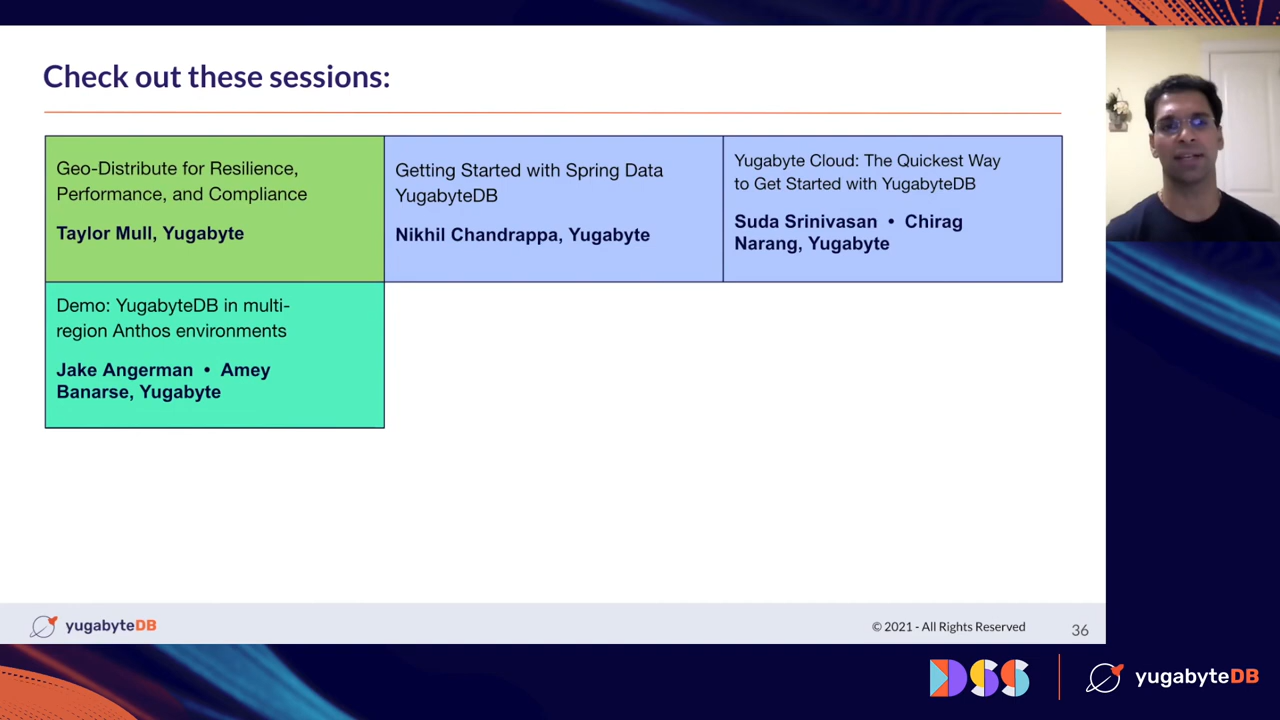 Check out these sessions:
Geo-Distribute for Resilience,
Performance, and Compliance
Taylor Mull, Yugabyte
Getting Started with Spring Data
YugabyteDB
Nikhil Chandrappa, Yugabyte
Yugabyte Cloud: The Quickest Way
to Get Started with YugabyteDB
Suda Srinivasan • Chirag
Narang, Yugabyte
Demo: YugabyteDB in multi-
region Anthos environments
Jake Angerman • Amey
Banarse, Yugabyte
yugabyteDB
© 2021 - All Rights Reserved
36
DSS
yugabyteDB